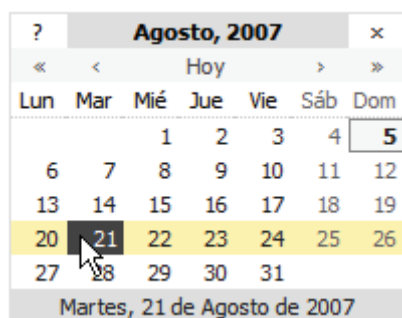 ? Agosto, 2007 ×
« ‹ Hoy › »
Lun Mar Mié Jue Vie Sáb Dom
1 2 3 4 5
6 7 8 9 10 11 12
13 14 15 16 17 18 19
20 21 22 23 24 25 26
27 28 29 30 31
Martes, 21 de Agosto de 2007